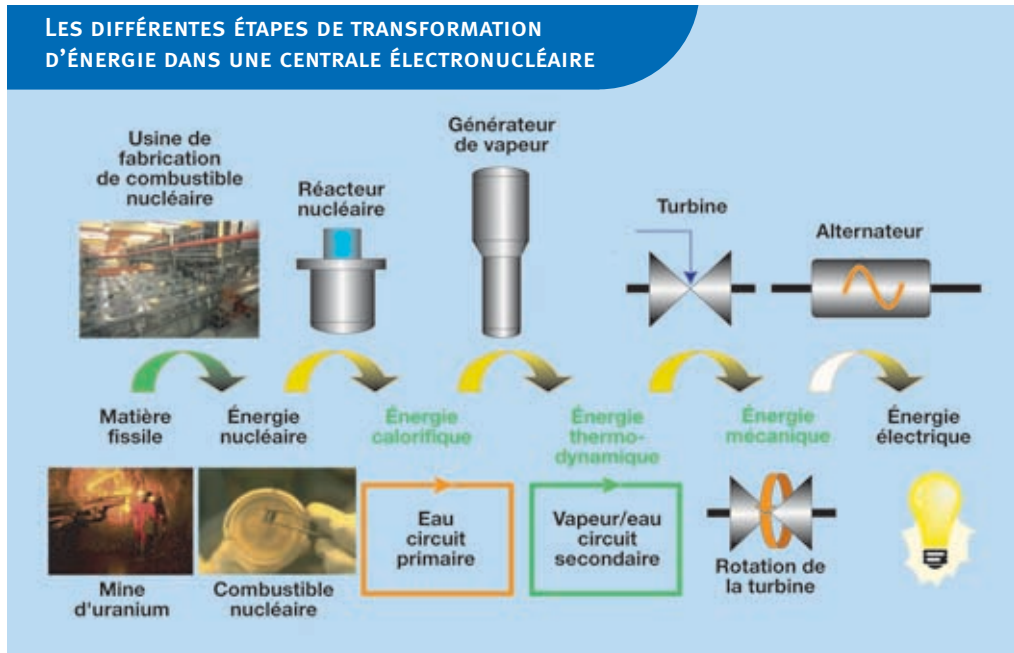 LES DIFFÉRENTES ÉTAPES DE TRANSFORMATION
D'ÉNERGIE DANS UNE CENTRALE ÉLECTRONUCLÉAIRE
Usine de
fabrication
de combustible
nucléaire
Réacteur
nucléaire
Générateur
de vapeur
Turbine
Alternateur
Matière
fissile
Énergie
nucléaire
Énergie
calorifique
Énergie
thermo-
dynamique
Énergie
mécanique
Énergie
électrique
Mine
d'uranium
Combustible
nucléaire
Eau
circuit
primaire
Vapeur/eau
circuit
secondaire
Rotation de
la turbine